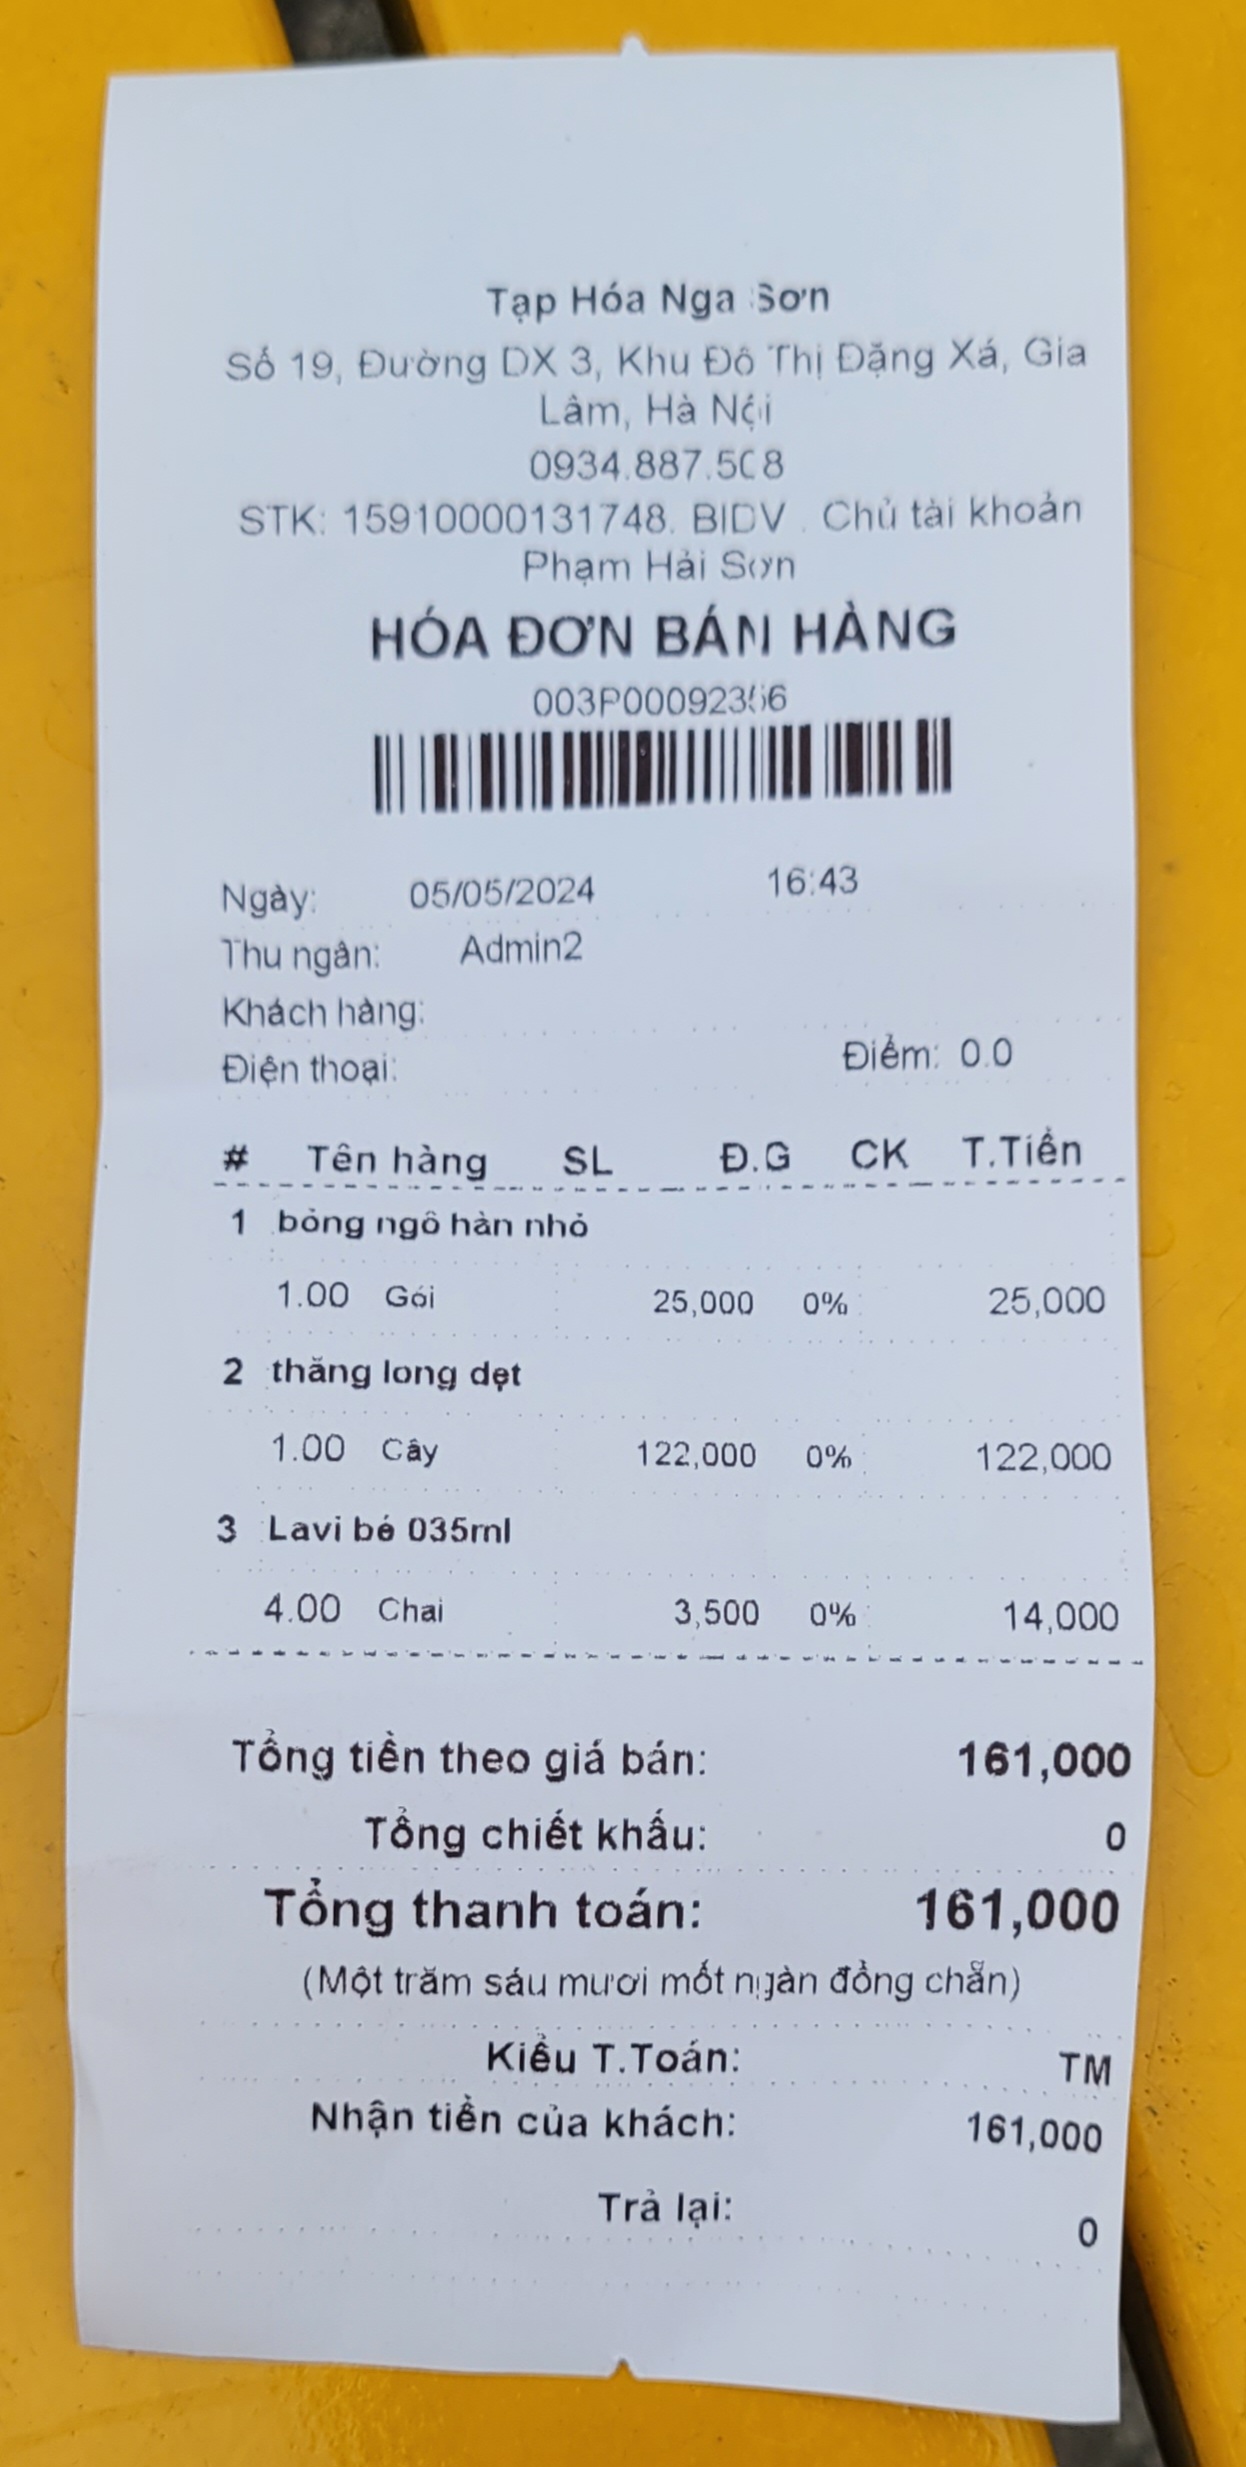 Tạp Hóa Nga Sơn
Số 19, Đường DX 3, Khu Đô Thị Đặng Xá, Gia
Lâm, Hà Nội
0934.887.508
STK: 15910000131748. BIDV . Chủ tài khoản
Phạm Hải Sơn
HÓA ĐƠN BÁN HÀNG
Ngày: 05/05/2024 16:43
Thu ngân: Admin2
Khách hàng:
Điện thoại: Điểm: 0.0
# Tên hàng SL Đ.G CK T.Tiền
1 bỏng ngô hàn nhỏ
1.00 Gói 25,000 0% 25,000
2 thăng long dẹt
1.00 Cây 122,000 0% 122,000
3 Lavi bé 035ml
4.00 Chai 3,500 0% 14,000
Tổng tiền theo giá bán: 161,000
Tổng chiết khấu: 0
Tổng thanh toán: 161,000
(Một trăm sáu mươi mốt ngàn đồng chẵn)
Kiểu T.Toán: TM
Nhận tiền của khách: 161,000
Trả lại: 0